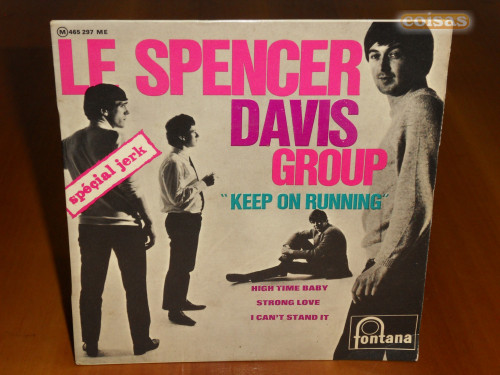 coisas
M 465 297 ME
LE SPENCER
DAVIS
GROUP
spécial jerk
"KEEP ON RUNNING"
HIGH TIME BABY
STRONG LOVE
I CAN'T STAND IT
fontana